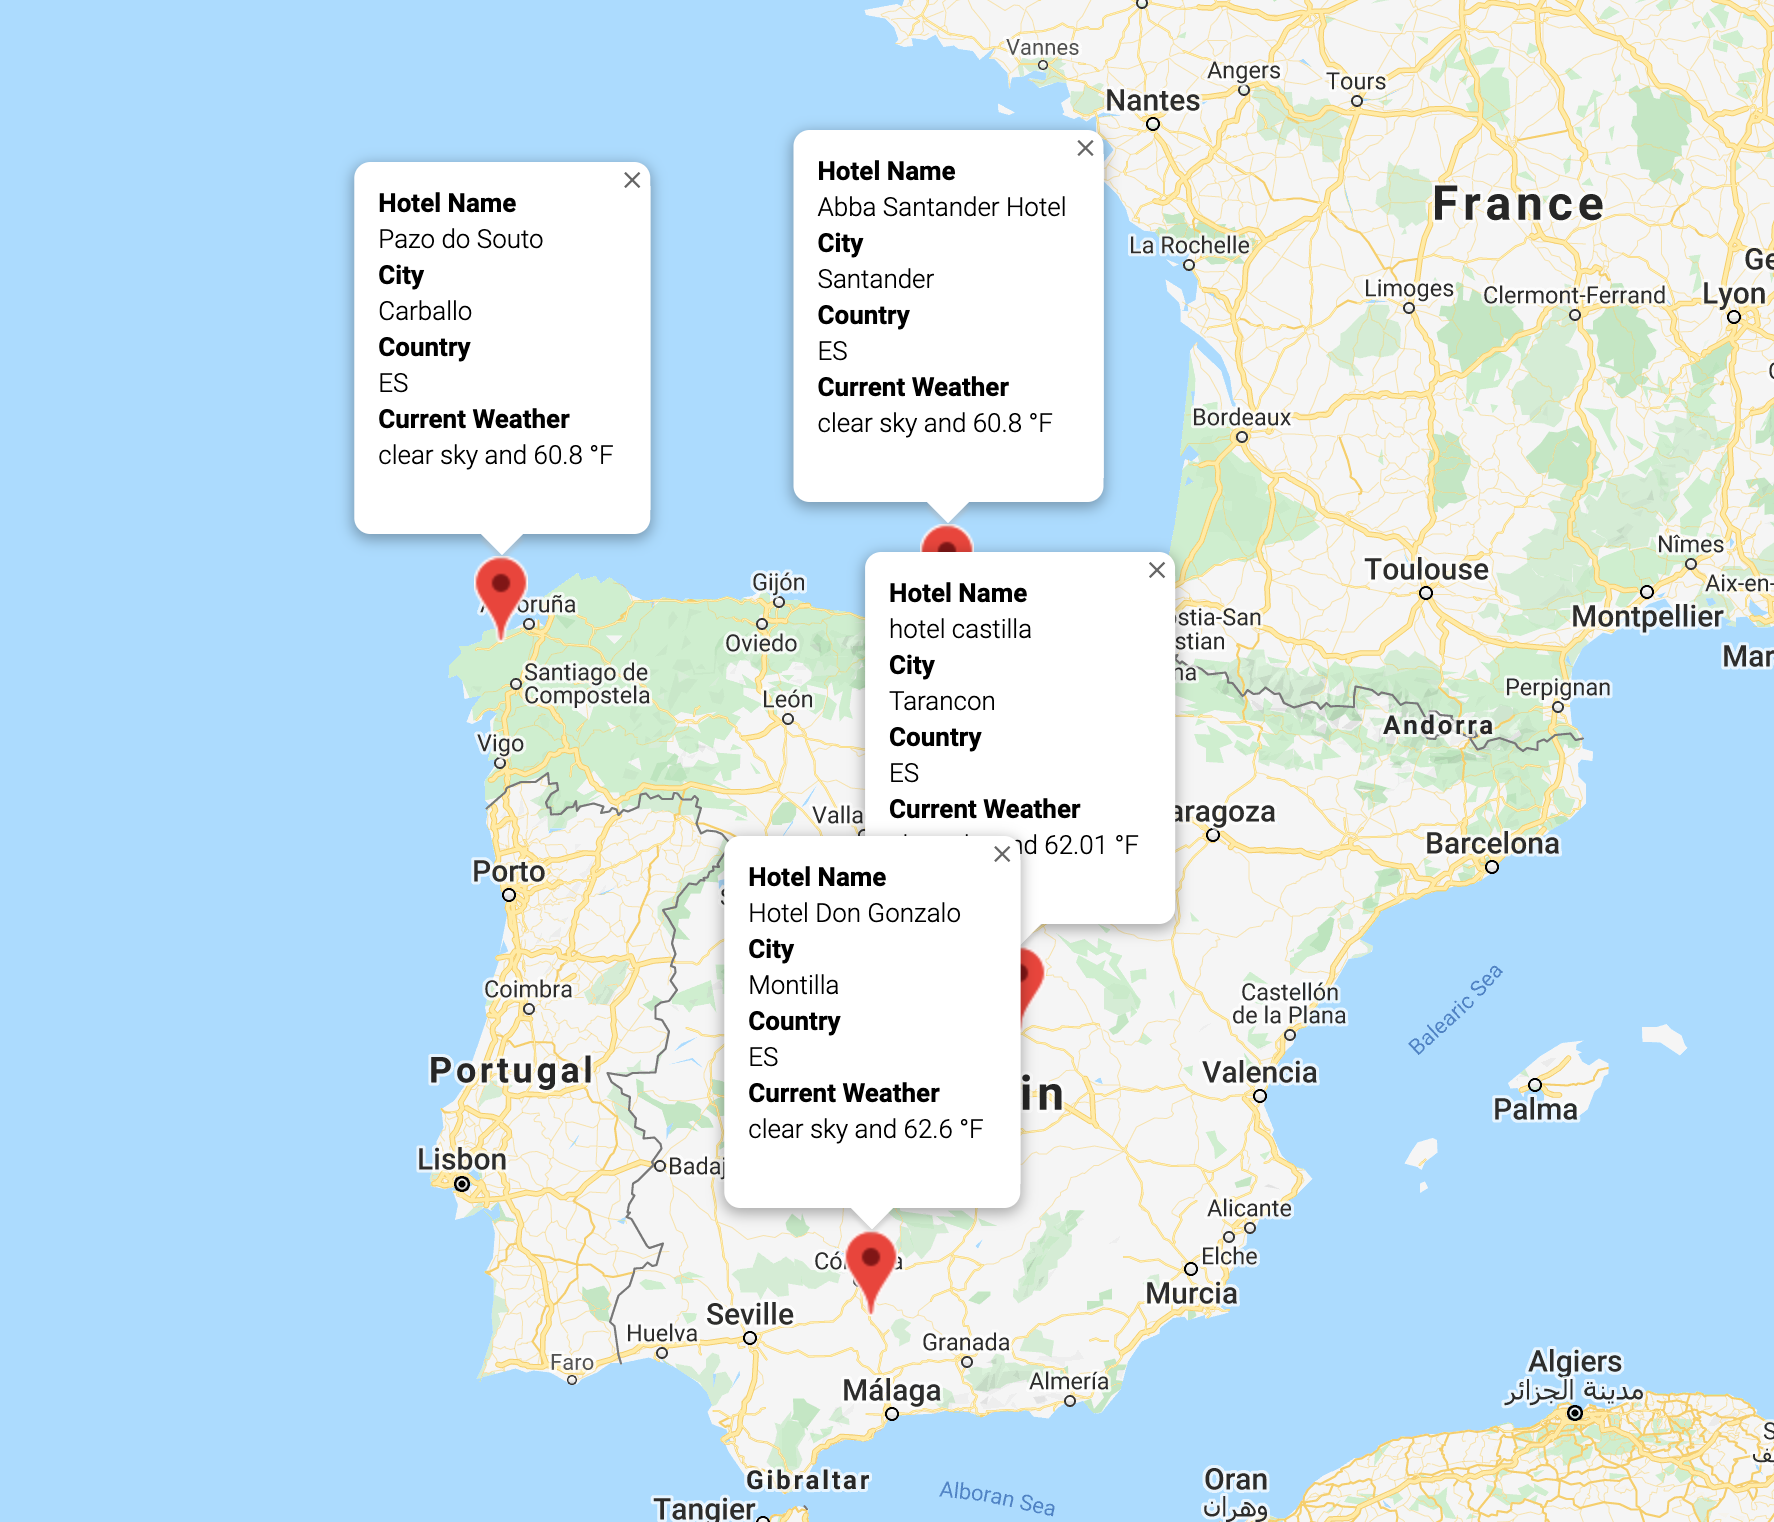 Vannes
Angers
Tours
Nantes
France
La Rochelle
Limoges
Clermont-Ferrand
Lyon
Bordeaux
Hotel Name
Pazo do Souto
City
Carballo
Country
ES
Current Weather
clear sky and 60.8 °F
Hotel Name
Abba Santander Hotel
City
Santander
Country
ES
Current Weather
clear sky and 60.8 °F
Nîmes
Toulouse
Aix-en-
Montpellier
Mar
Perpignan
Andorra
Gijón
oruña
Oviedo
Santiago de
Compostela
León
Vigo
ostia-San
stian
na
Hotel Name
hotel castilla
City
Tarancon
Country
ES
Current Weather
nd 62.01 °F
Valla
aragoza
Barcelona
Porto
Hotel Name
Hotel Don Gonzalo
City
Montilla
Country
ES
Current Weather
clear sky and 62.6 °F
Coimbra
Castellón
de la Plana
Balearic Sea
Portugal
in
Valencia
Palma
Lisbon
Badaj
Alicante
Elche
Murcia
Có
a
Seville
Huelva
Granada
Faro
Málaga
Almería
Algiers
مدينة الجزائر
Gibraltar
Alboran Sea
Oran
وهران
Tangier